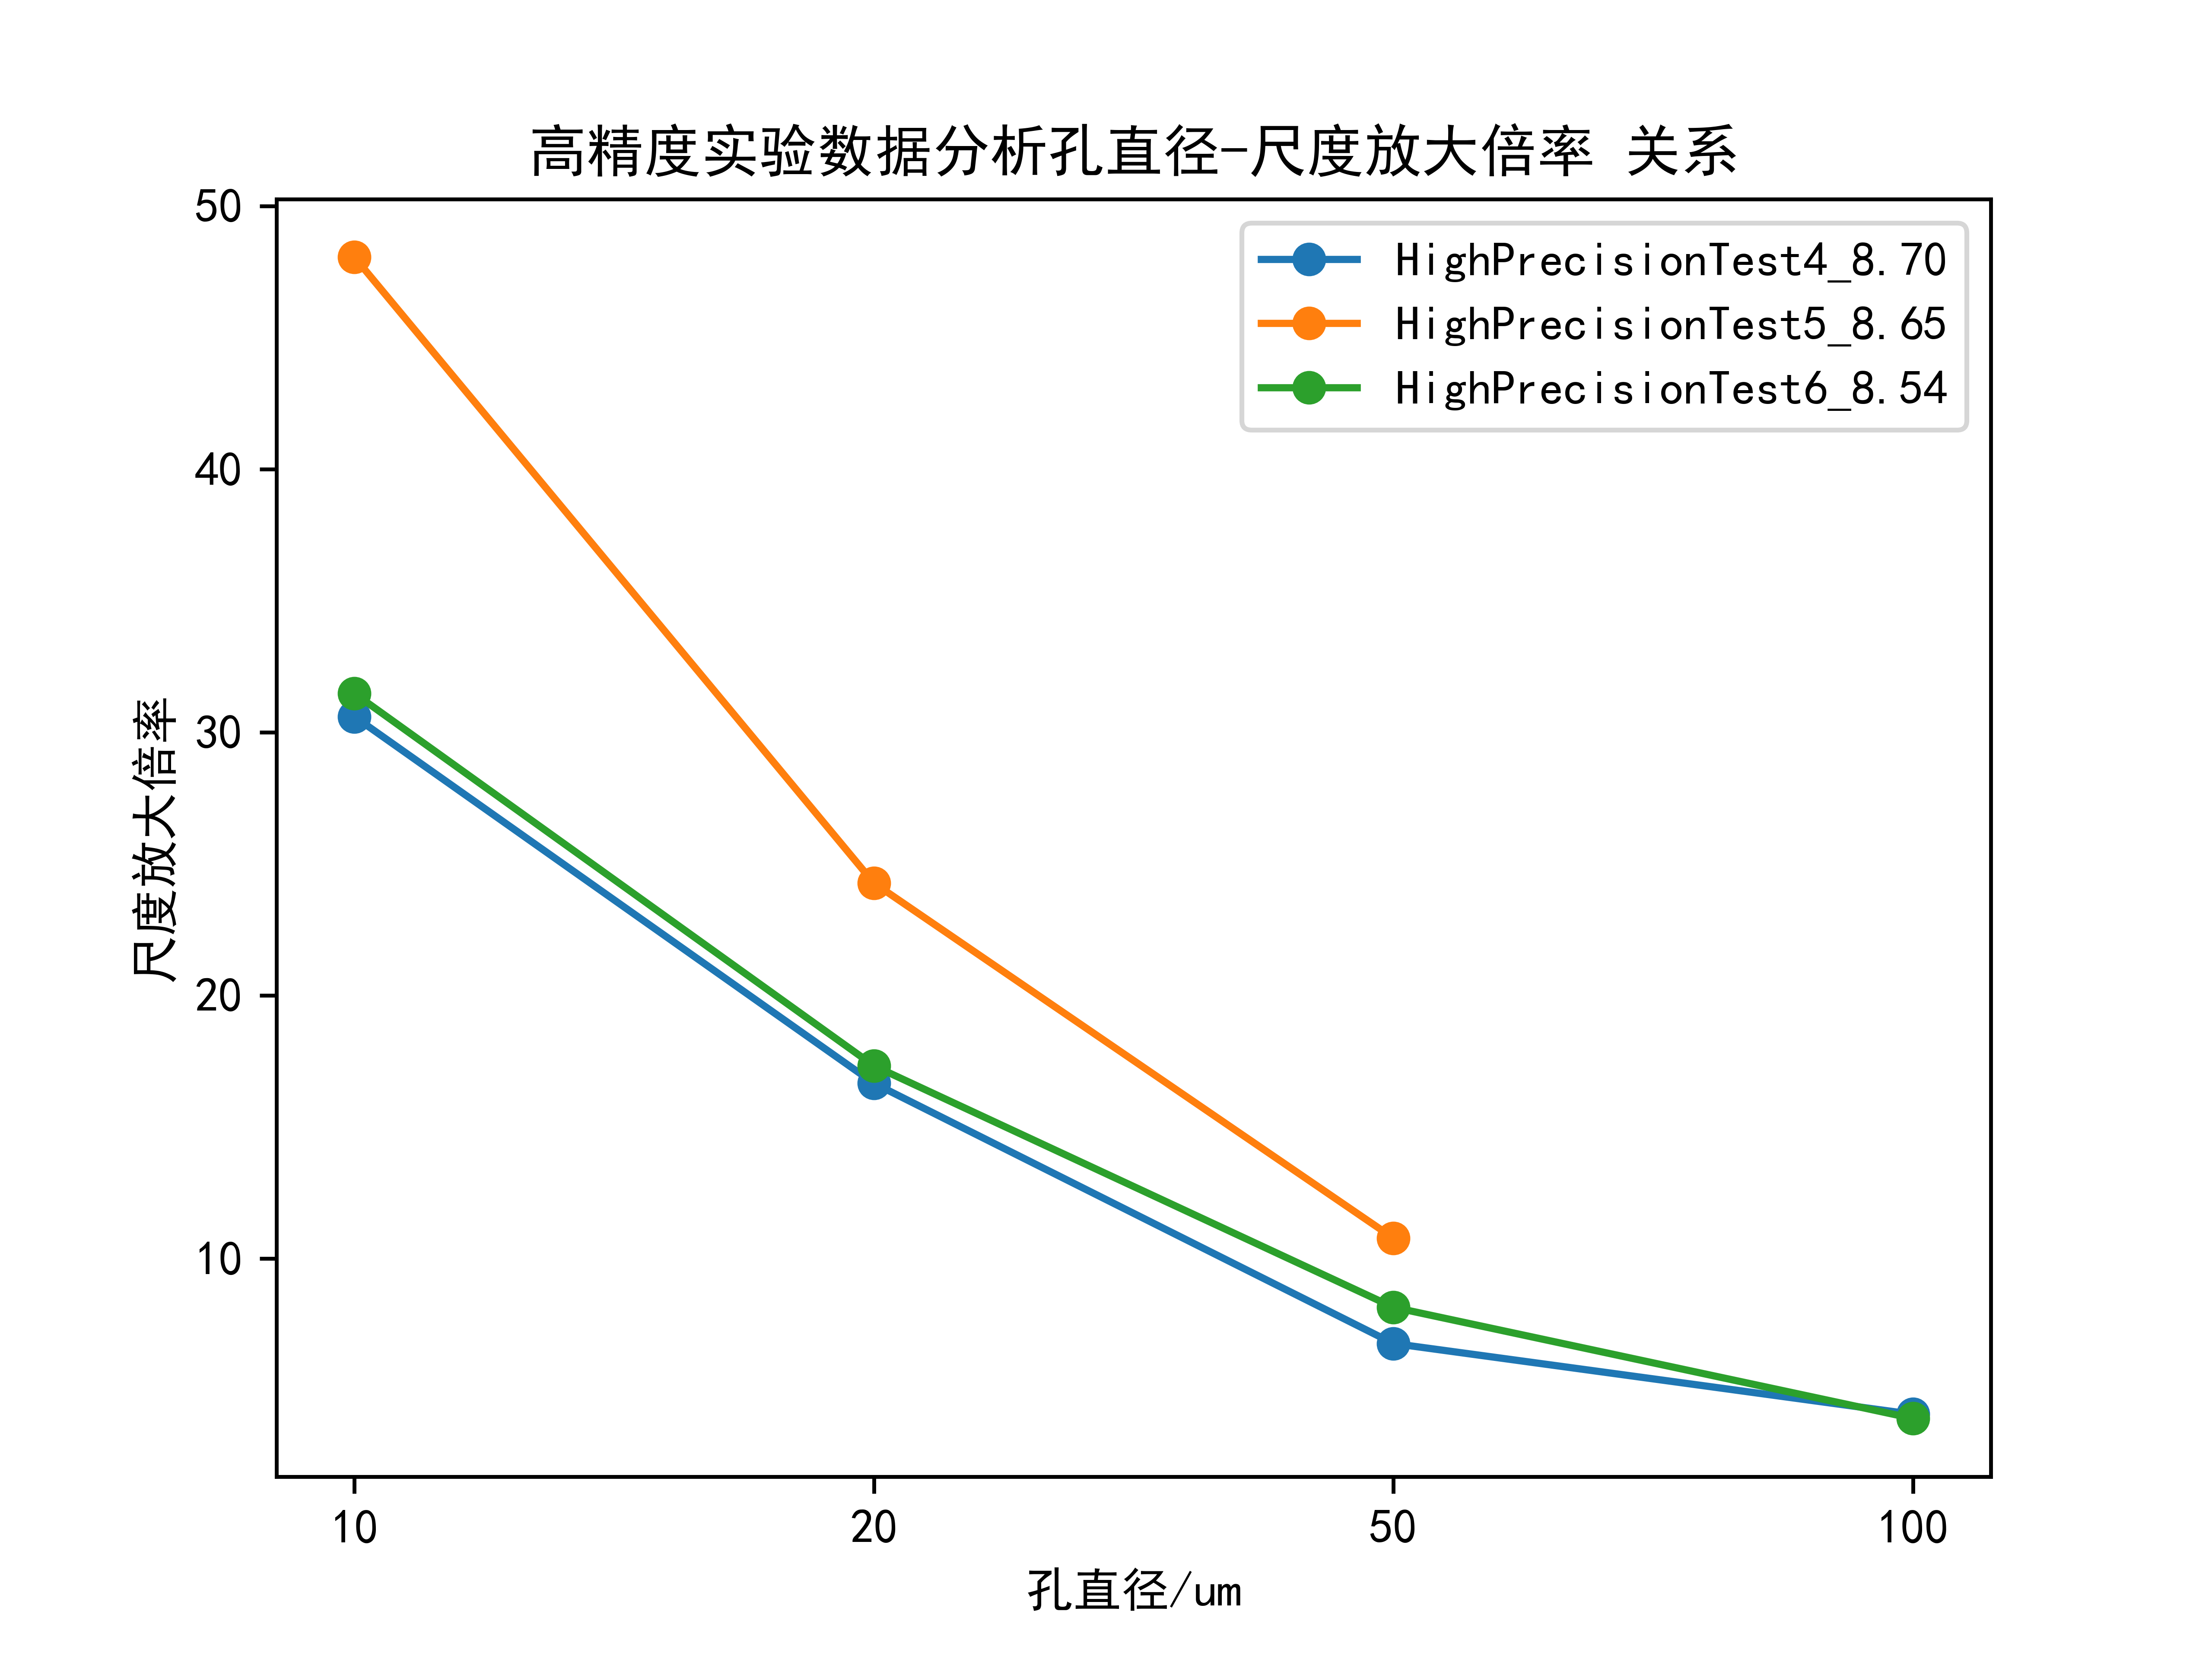 高精度实验数据分析孔直径-尺度放大倍率 关系
HighPrecisionTest4_8.70
HighPrecisionTest5_8.65
HighPrecisionTest6_8.54
尺度放大倍率
50
40
30
20
10
10 20 50 100
孔直径/um